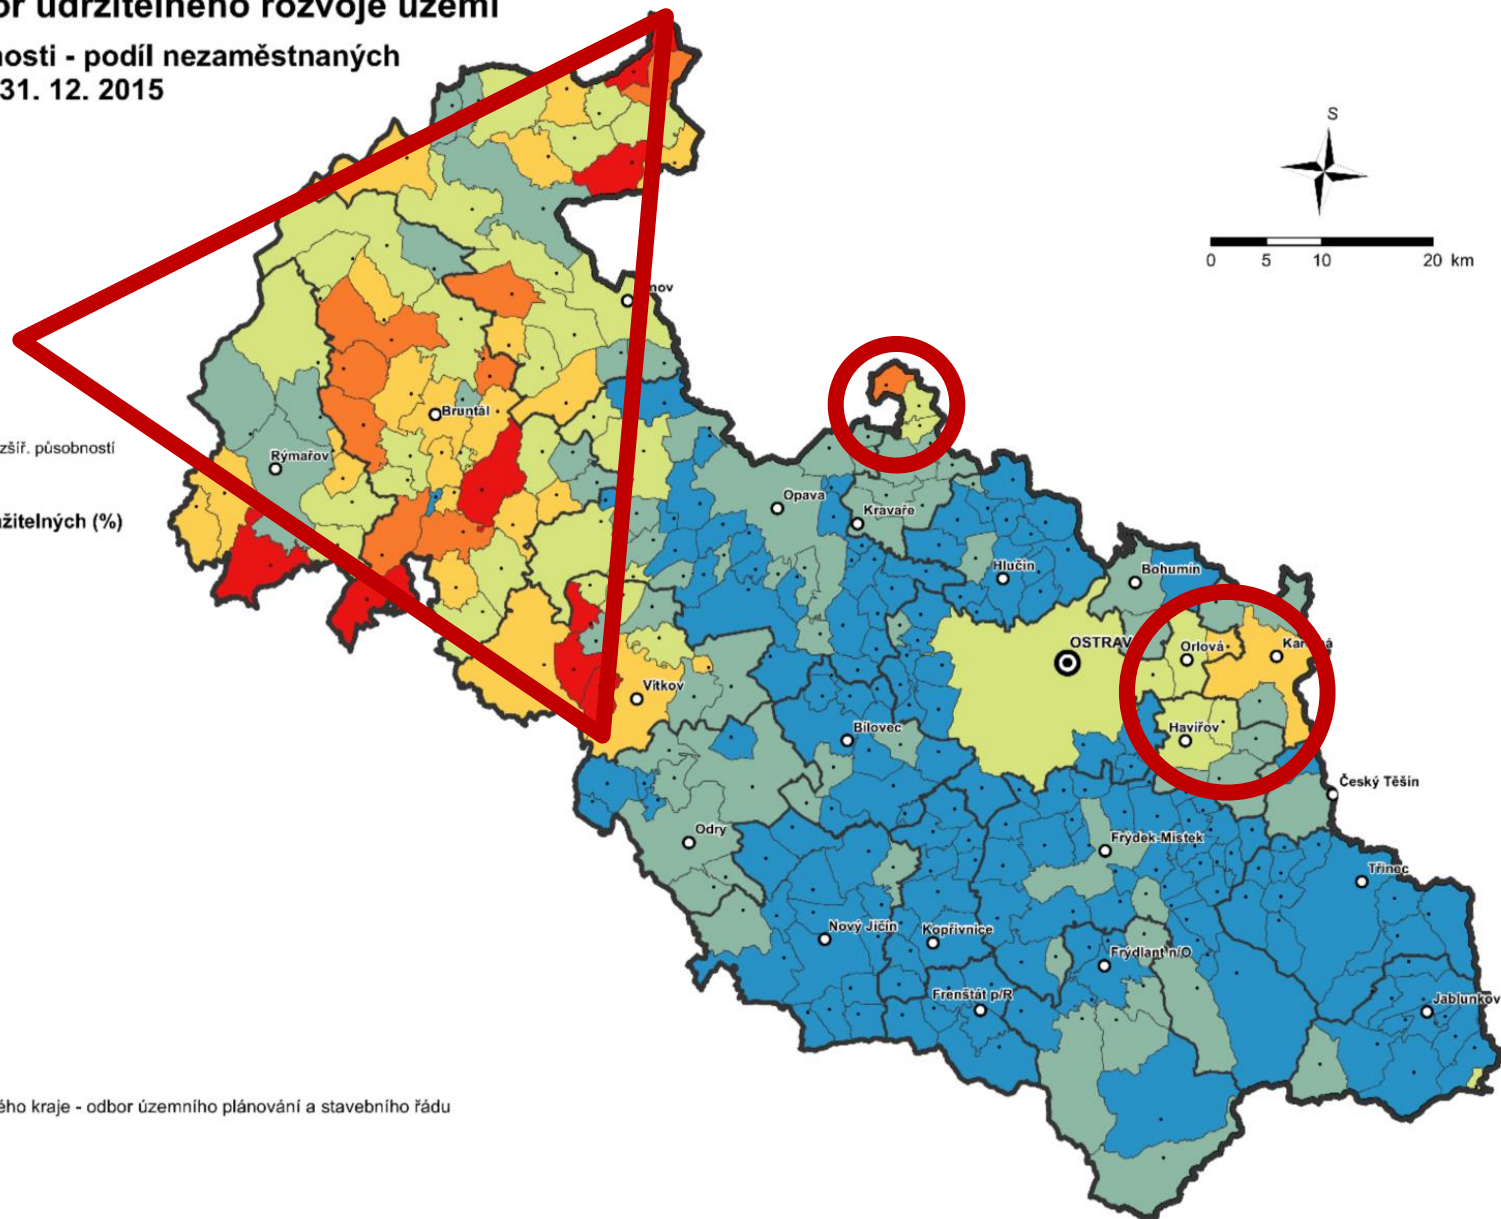 udržitelného rozvoje území
nosti - podíl nezaměstnaných
31. 12. 2015
S
0 5 10 20 km
nov
Bruntál
zšíř. působností
Rýmařov
Opava
Kravaře
žitelných (%)
Hlučín
Bohumín
OSTRAV
Orlová
Kar
Vítkov
Havířov
Bílovec
Český Těšín
Odry
Frýdek-Místek
Třinec
Nový Jičín
Kopřivnice
Frýdlant n/O
Frenštát p/R
Jablunkov
ého kraje - odbor územního plánování a stavebního řádu